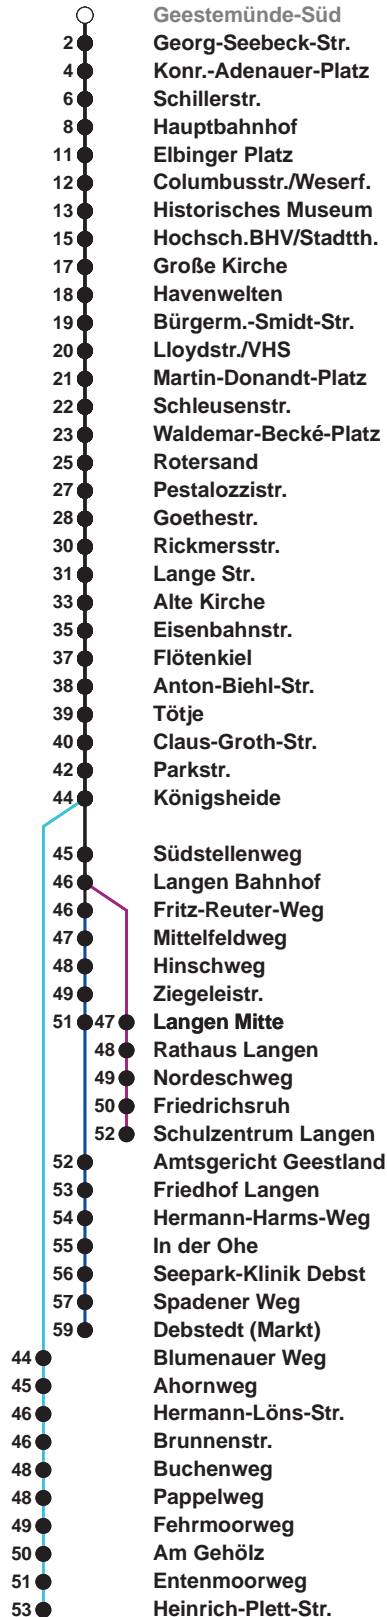 Geestemünde-Süd
2 Georg-Seebeck-Str.
4 Konr.-Adenauer-Platz
6 Schillerstr.
8 Hauptbahnhof
11 Elbinger Platz
12 Columbusstr./Weserf.
13 Historisches Museum
15 Hochsch.BHV/Stadtth.
17 Große Kirche
18 Havenwelten
19 Bürgerm.-Smidt-Str.
20 Lloydstr./VHS
21 Martin-Donandt-Platz
22 Schleusenstr.
23 Waldemar-Becké-Platz
25 Rotersand
27 Pestalozzistr.
28 Goethestr.
30 Rickmersstr.
31 Lange Str.
33 Alte Kirche
35 Eisenbahnstr.
37 Flötenkiel
38 Anton-Biehl-Str.
39 Tötje
40 Claus-Groth-Str.
42 Parkstr.
44 Königsheide
45 Südstellenweg
46 Langen Bahnhof
46 Fritz-Reuter-Weg
47 Mittelfeldweg
48 Hinschweg
49 Ziegeleistr.
51 47 Langen Mitte
48 Rathaus Langen
49 Nordeschweg
50 Friedrichsruh
52 Schulzentrum Langen
52 Amtsgericht Geestland
53 Friedhof Langen
54 Hermann-Harms-Weg
55 In der Ohe
56 Seepark-Klinik Debst
57 Spadener Weg
59 Debstedt (Markt)
44 Blumenauer Weg
45 Ahornweg
46 Hermann-Löns-Str.
46 Brunnenstr.
48 Buchenweg
48 Pappelweg
49 Fehrmoorweg
50 Am Gehölz
51 Entenmoorweg
53 Heinrich-Plett-Str.